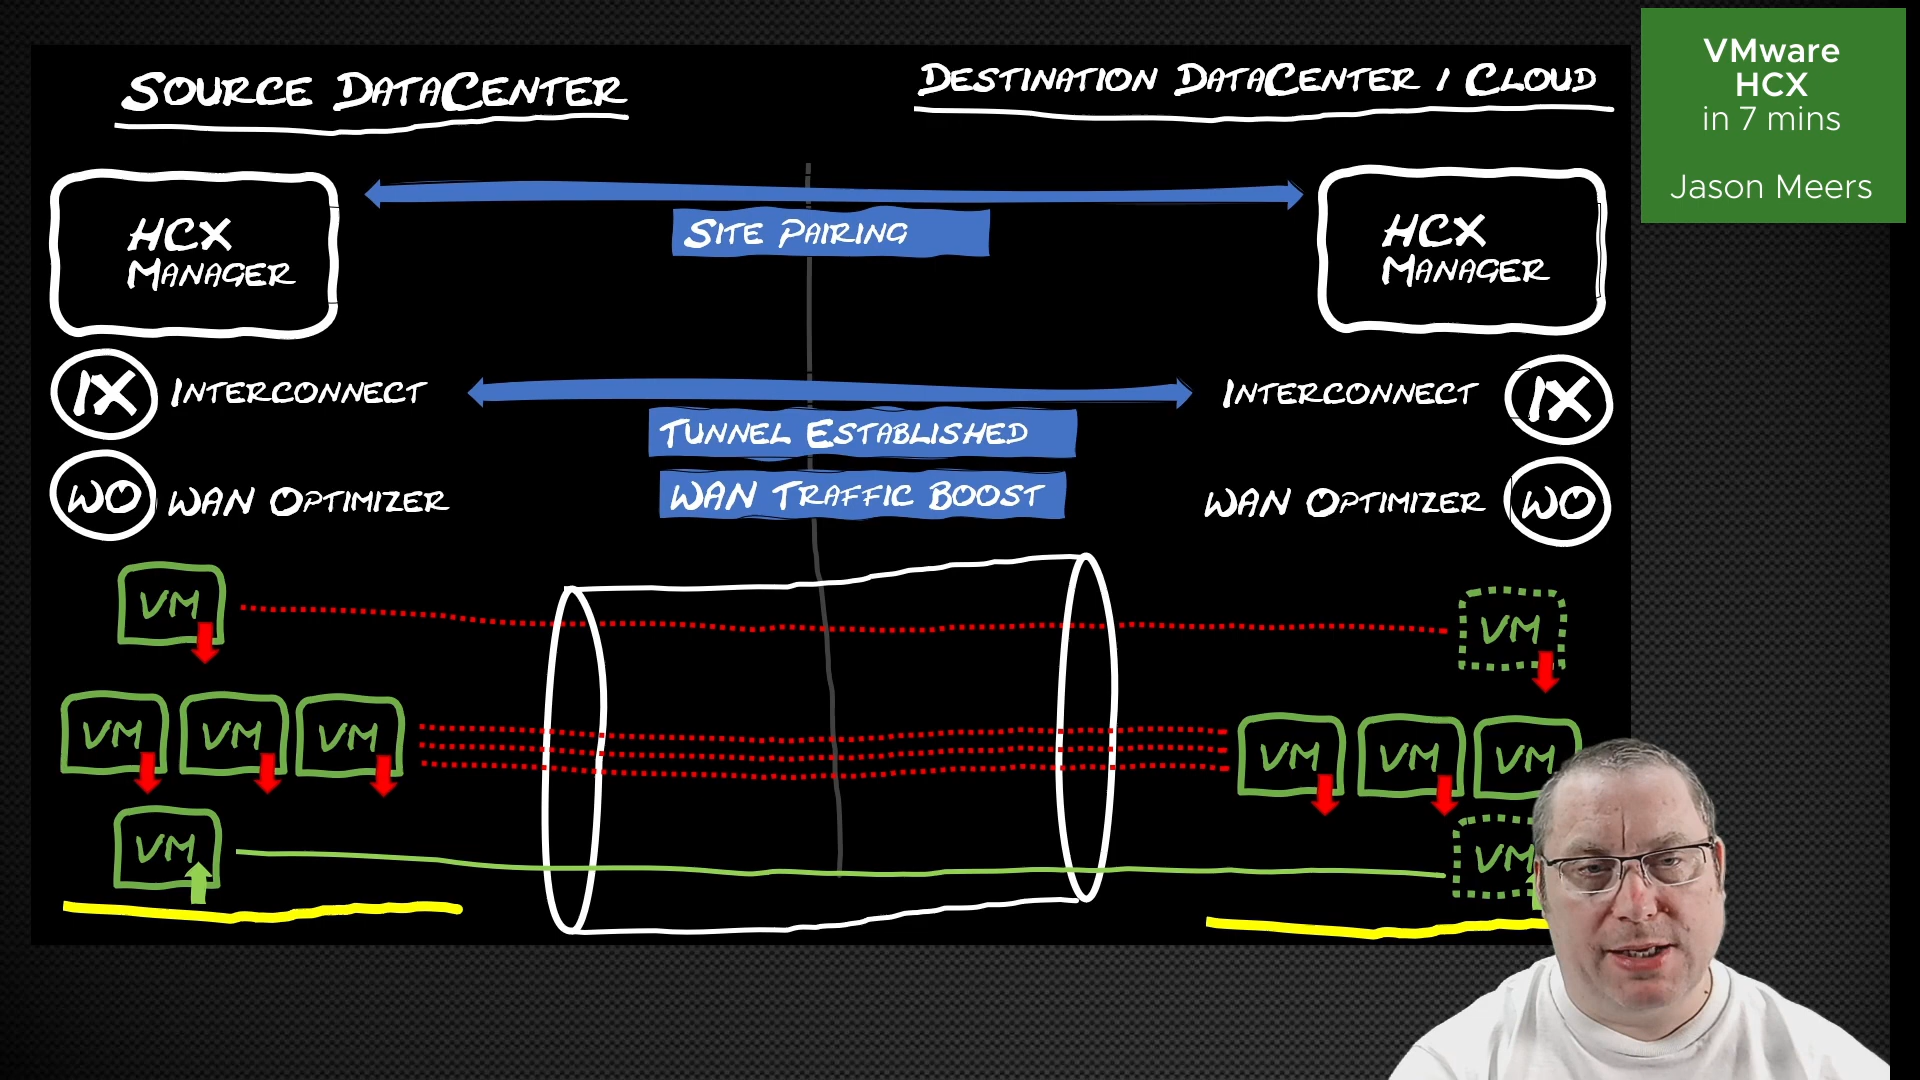 SOURCE DATACENTER
DESTINATION DATACENTER / CLOUD
VMware
HCX
in 7 mins
Jason Meers
HCX
MANAGER
SITE PAIRING
HCX
MANAGER
IX INTERCONNECT
INTERCONNECT IX
TUNNEL ESTABLISHED
WO WAN OPTIMIZER
WAN TRAFFIC BOOST
WAN OPTIMIZER WO
VM
VM
VM VM VM
VM VM VM
VM
VM